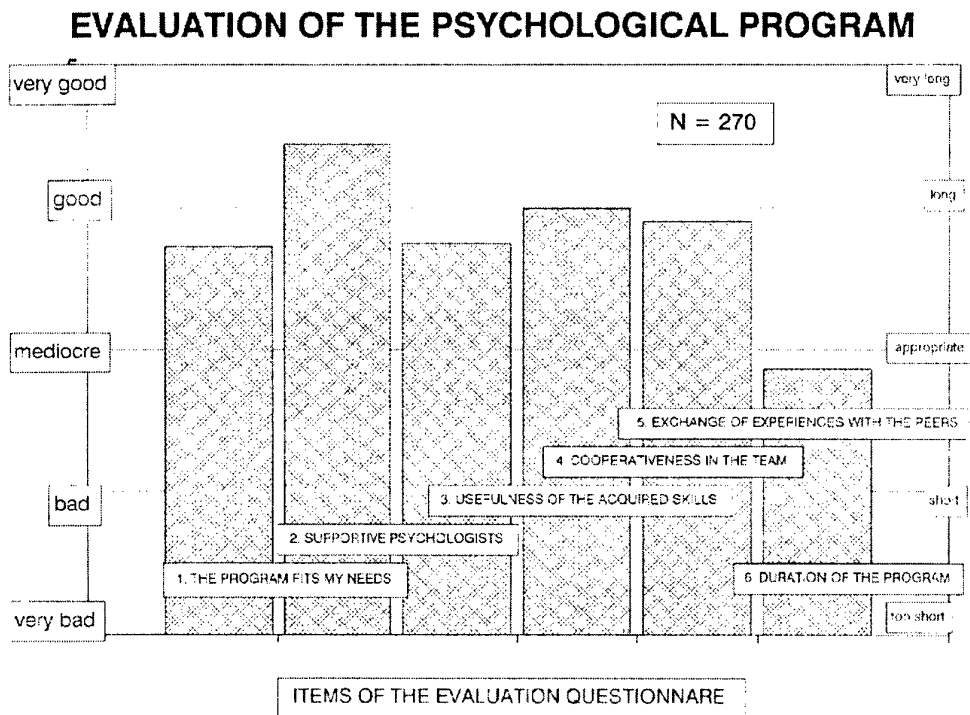 EVALUATION OF THE PSYCHOLOGICAL PROGRAM
very good
very long
N = 270
good
long
mediocre
appropriate
5. EXCHANGE OF EXPERIENCES WITH THE PEERS
4. COOPERATIVENESS IN THE TEAM
bad
3. USEFULNESS OF THE ACQUIRED SKILLS
short
2. SUPPORTIVE PSYCHOLOGISTS
1. THE PROGRAM FITS MY NEEDS
6. DURATION OF THE PROGRAM
very bad
too short
ITEMS OF THE EVALUATION QUESTIONNARE